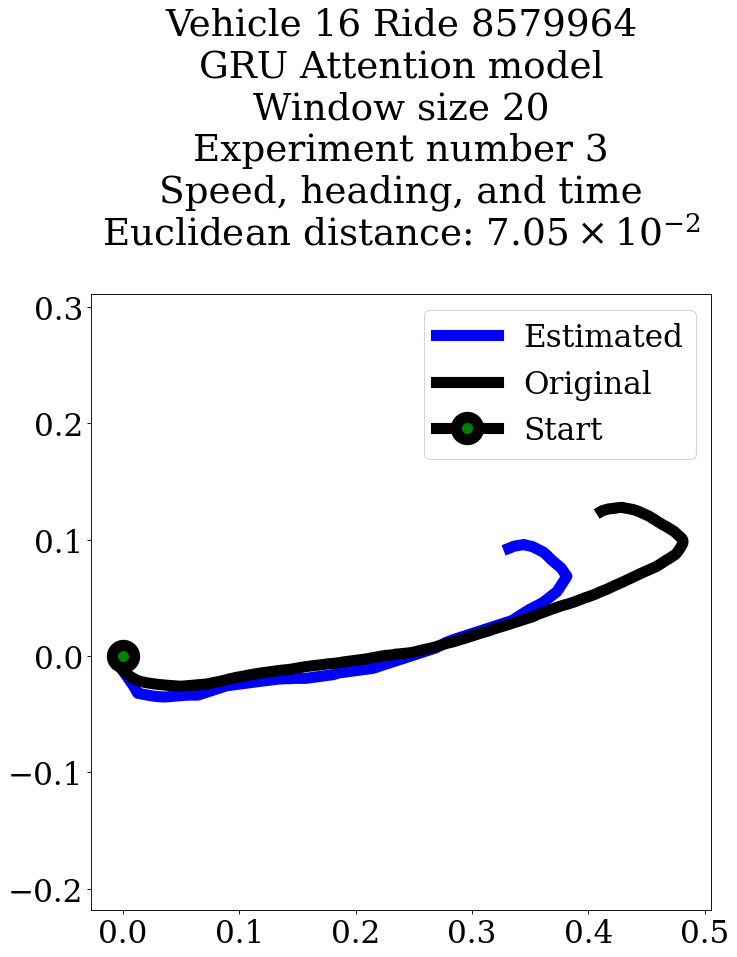 Vehicle 16 Ride 8579964
GRU Attention model
Window size 20
Experiment number 3
Speed, heading, and time
Euclidean distance: 7.05 × 10⁻²
0.3
0.2
0.1
0.0
−0.1
−0.2
Estimated
Original
Start
0.0 0.1 0.2 0.3 0.4 0.5